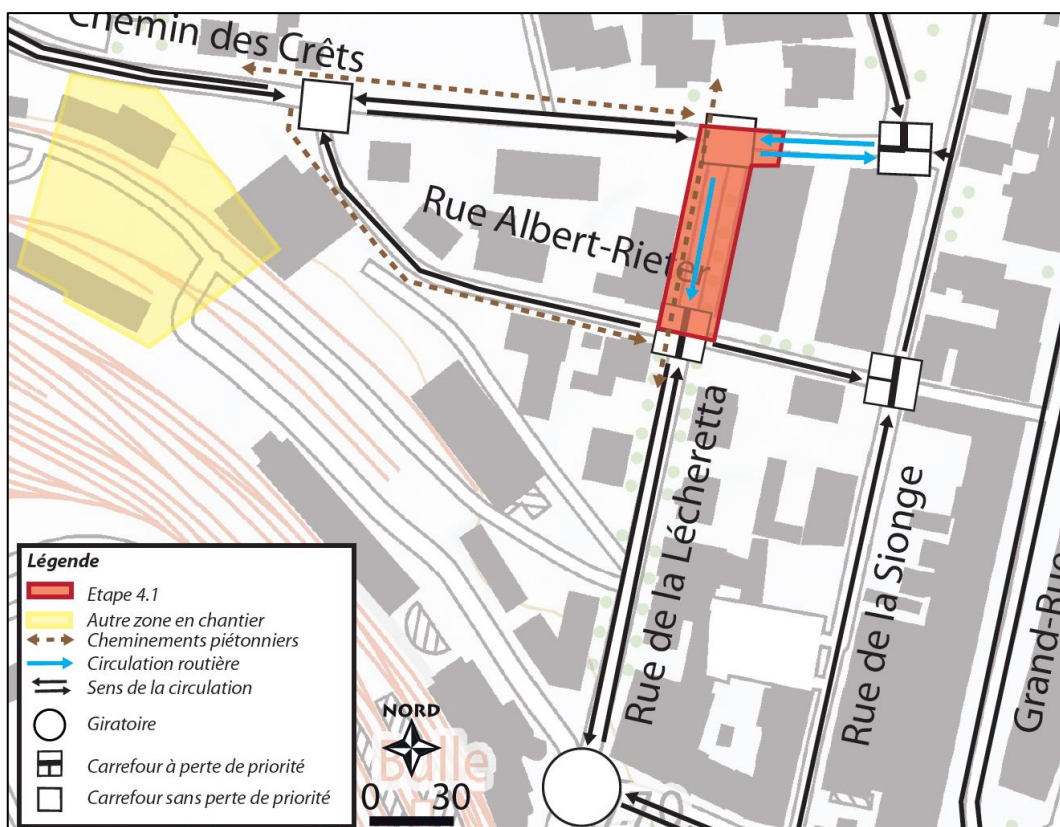 Chemin des Crêts
Rue Albert-Rieter
Rue de la Lécheretta
Rue de la Sionge
Grand-Rue
Légende
Etape 4.1
Autre zone en chantier
Cheminements piétonniers
Circulation routière
Sens de la circulation
Giratoire
Carrefour à perte de priorité
Carrefour sans perte de priorité
NORD
Bulle
0 30